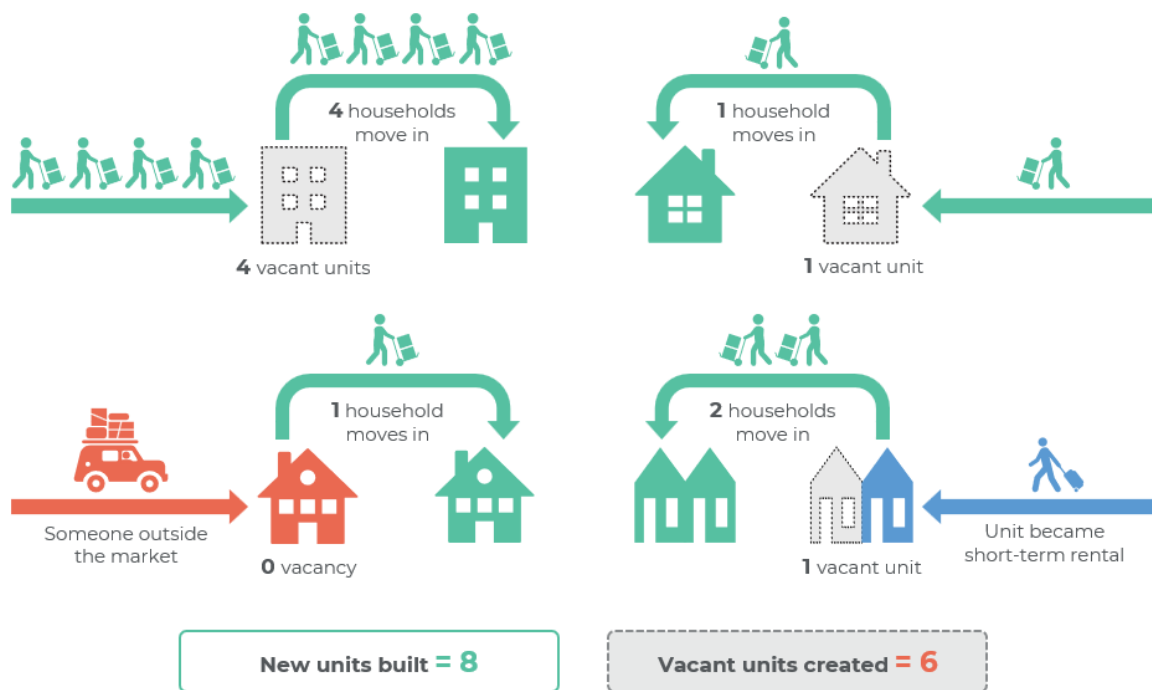 4 households
move in
1 household
moves in
4 vacant units
1 vacant unit
1 household
moves in
2 households
move in
Someone outside
the market
0 vacancy
1 vacant unit
Unit became
short-term rental
New units built = 8
Vacant units created = 6